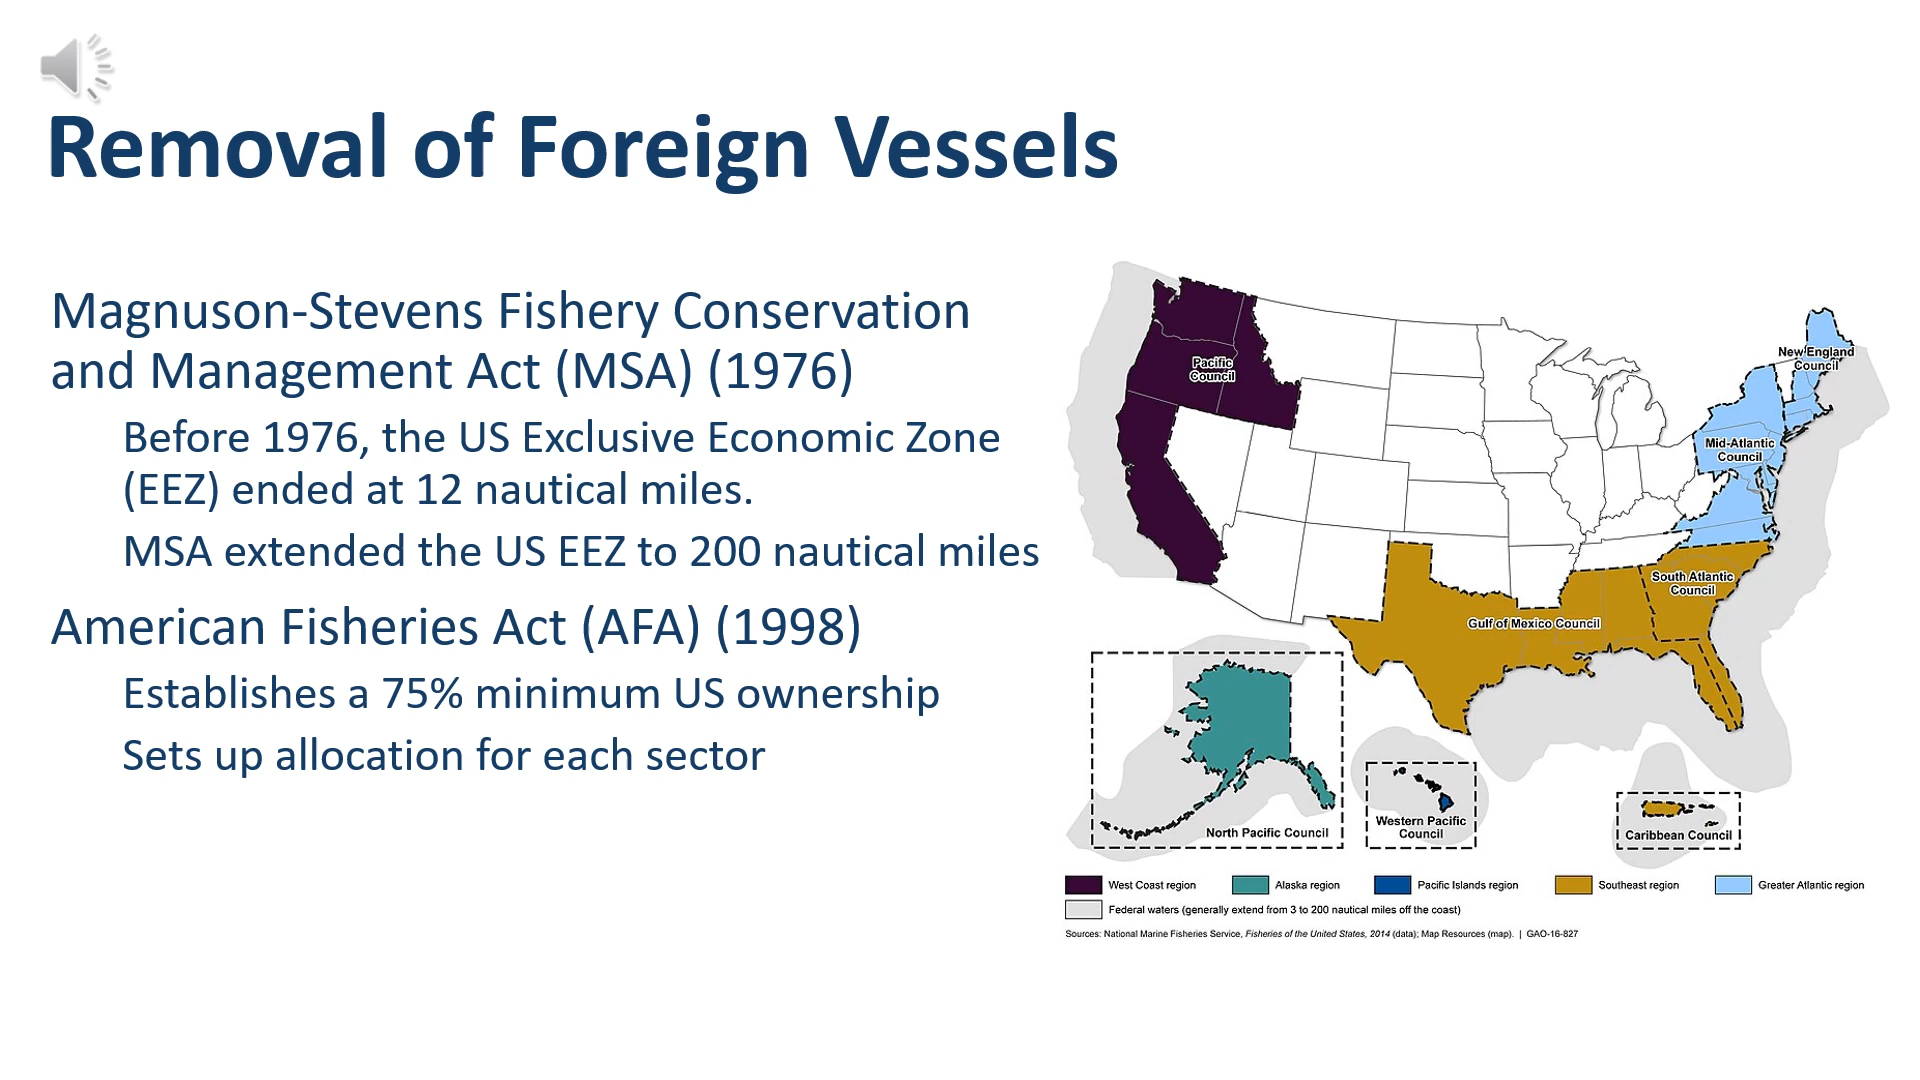 Removal of Foreign Vessels
Magnuson-Stevens Fishery Conservation
and Management Act (MSA) (1976)
Before 1976, the US Exclusive Economic Zone
(EEZ) ended at 12 nautical miles.
MSA extended the US EEZ to 200 nautical miles
American Fisheries Act (AFA) (1998)
Establishes a 75% minimum US ownership
Sets up allocation for each sector
Pacific
Council
New England
Council
Mid-Atlantic
Council
South Atlantic
Council
Gulf of Mexico Council
North Pacific Council
Western Pacific
Council
Caribbean Council
West Coast region
Alaska region
Pacific Islands region
Southeast region
Greater Atlantic region
Federal waters (generally extend from 3 to 200 nautical miles off the coast)
Sources: National Marine Fisheries Service, Fisheries of the United States, 2014 (data); Map Resources (map). | GAO-16-827